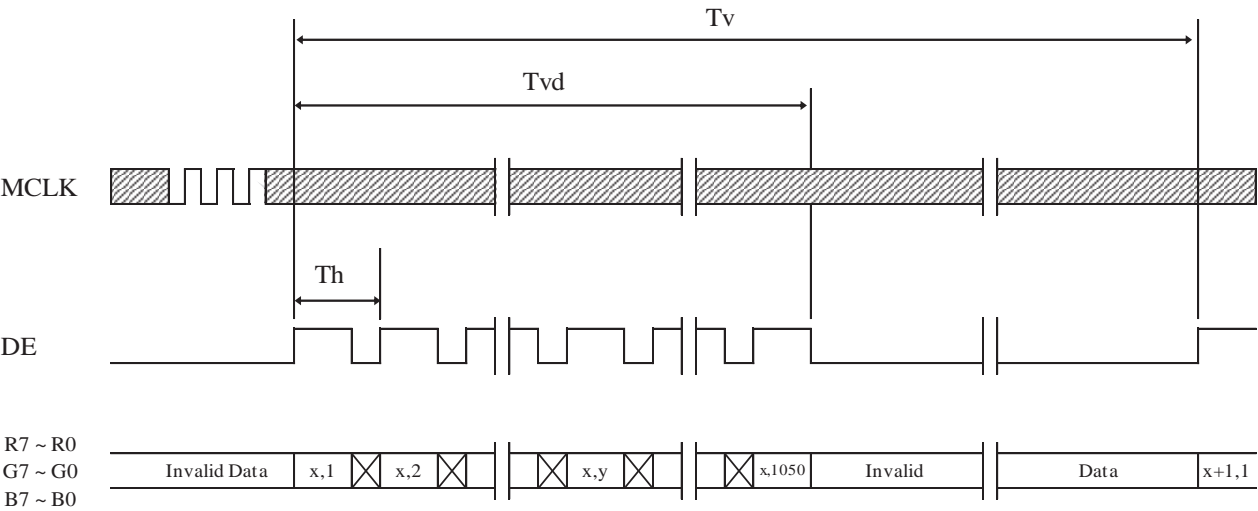 Tv
Tvd
MCLK
Th
DE
R7 ~ R0
G7 ~ G0
B7 ~ B0
Invalid Data x,1 x,2 x,y x,1050 Invalid Data x+1,1